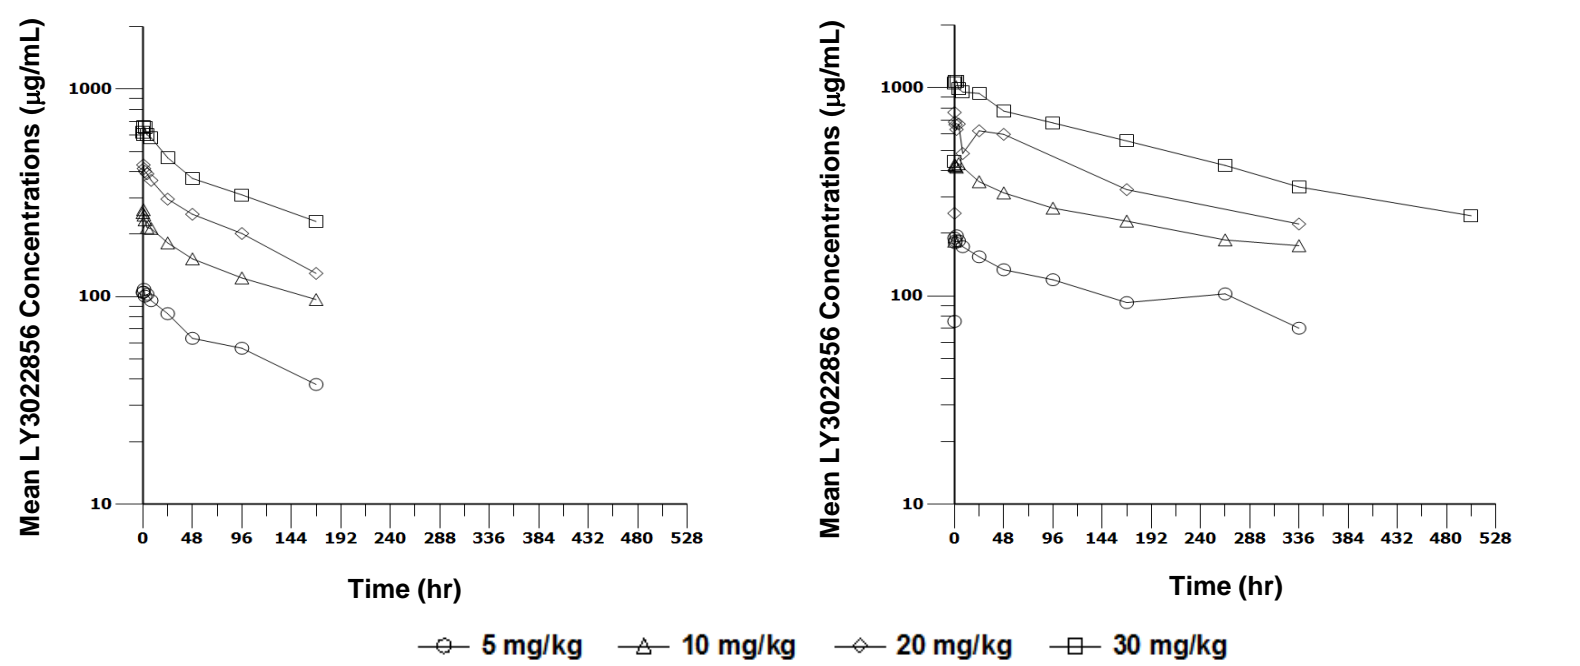 Mean LY3022856 Concentrations (µg/mL)
1000
100
10
0 48 96 144 192 240 288 336 384 432 480 528
Time (hr)
Mean LY3022856 Concentrations (µg/mL)
1000
100
10
0 48 96 144 192 240 288 336 384 432 480 528
Time (hr)
5 mg/kg 10 mg/kg 20 mg/kg 30 mg/kg